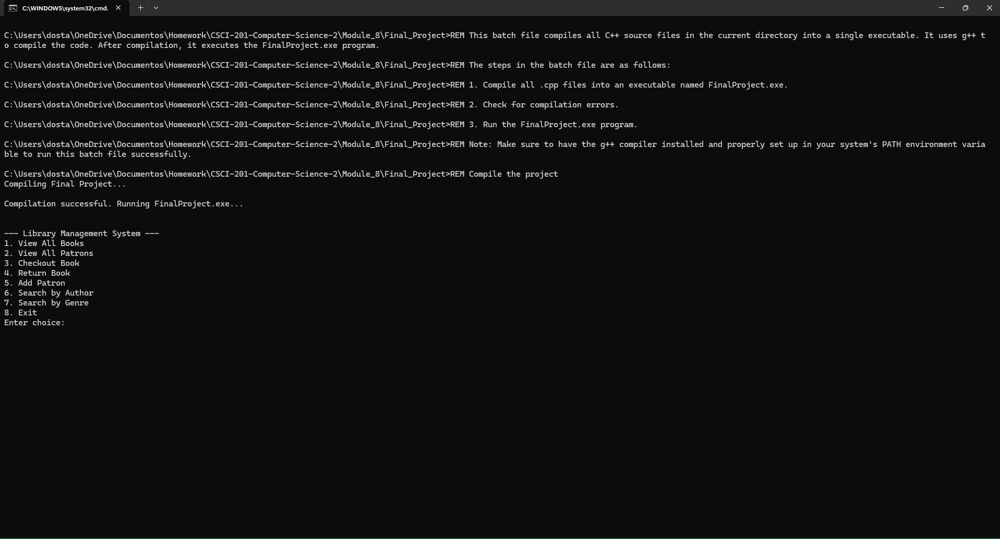 C:\WINDOWS\system32\cmd.
C:\Users\dosta\OneDrive\Documentos\Homework\CSCI-201-Computer-Science-2\Module_8\Final_Project>REM This batch file compiles all C++ source files in the current directory into a single executable. It uses g++ t
o compile the code. After compilation, it executes the FinalProject.exe program.
C:\Users\dosta\OneDrive\Documentos\Homework\CSCI-201-Computer-Science-2\Module_8\Final_Project>REM The steps in the batch file are as follows:
C:\Users\dosta\OneDrive\Documentos\Homework\CSCI-201-Computer-Science-2\Module_8\Final_Project>REM 1. Compile all .cpp files into an executable named FinalProject.exe.
C:\Users\dosta\OneDrive\Documentos\Homework\CSCI-201-Computer-Science-2\Module_8\Final_Project>REM 2. Check for compilation errors.
C:\Users\dosta\OneDrive\Documentos\Homework\CSCI-201-Computer-Science-2\Module_8\Final_Project>REM 3. Run the FinalProject.exe program.
C:\Users\dosta\OneDrive\Documentos\Homework\CSCI-201-Computer-Science-2\Module_8\Final_Project>REM Note: Make sure to have the g++ compiler installed and properly set up in your system's PATH environment varia
ble to run this batch file successfully.
C:\Users\dosta\OneDrive\Documentos\Homework\CSCI-201-Computer-Science-2\Module_8\Final_Project>REM Compile the project
Compiling Final Project...
Compilation successful. Running FinalProject.exe...
--- Library Management System ---
1. View All Books
2. View All Patrons
3. Checkout Book
4. Return Book
5. Add Patron
6. Search by Author
7. Search by Genre
8. Exit
Enter choice: